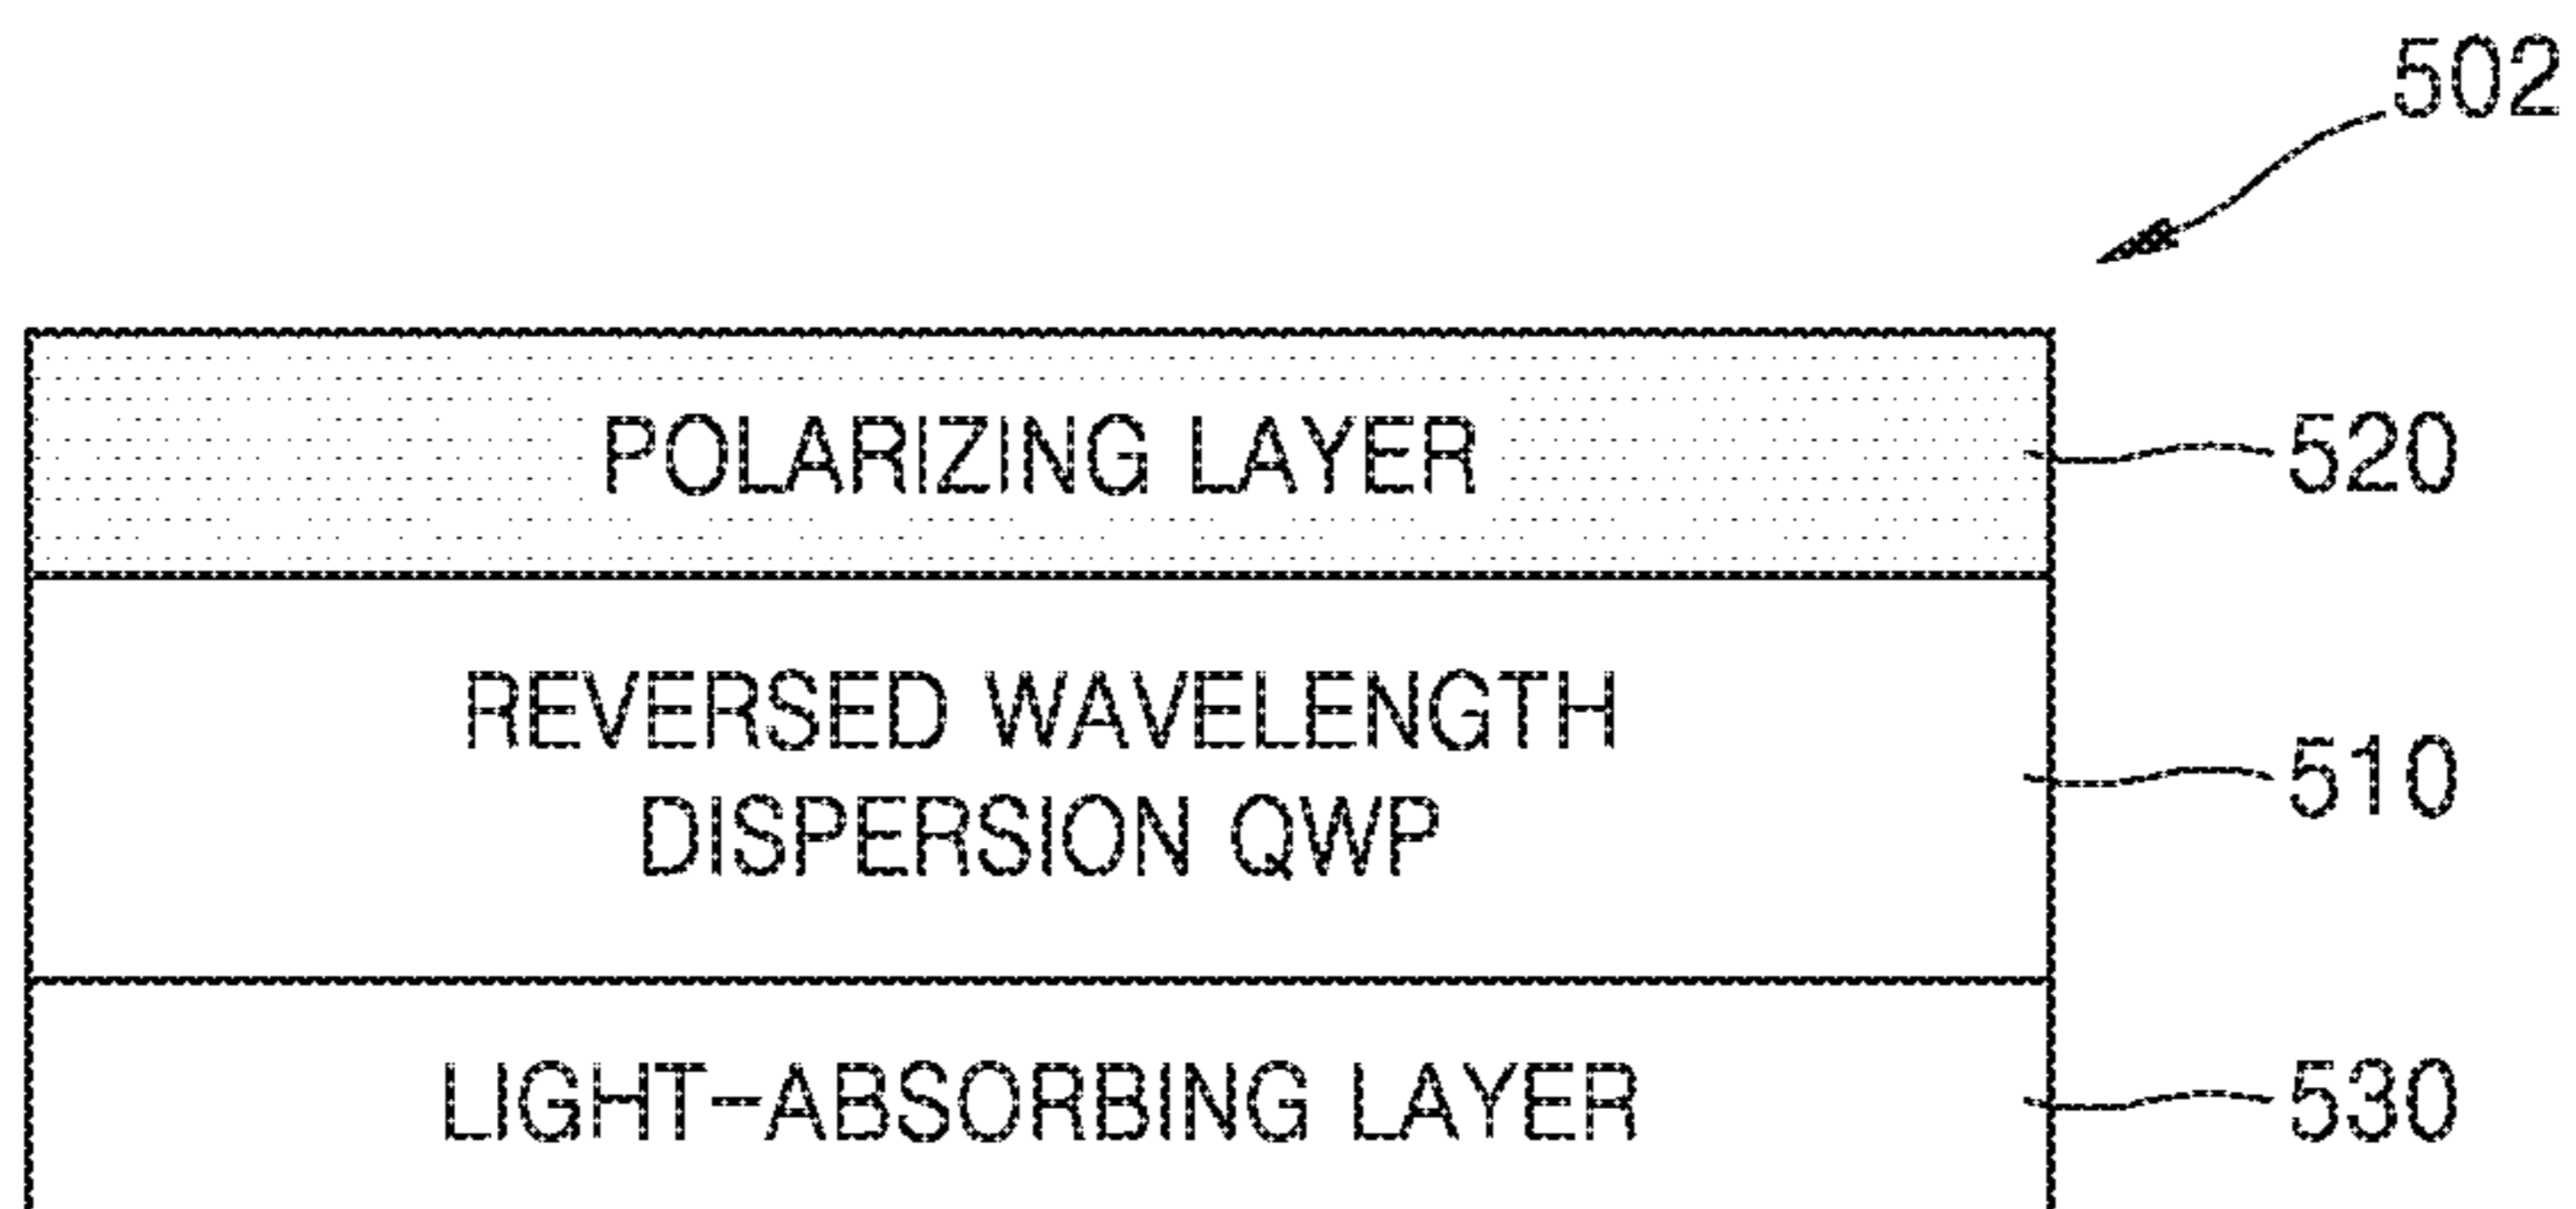 502
POLARIZING LAYER
520
REVERSED WAVELENGTH
DISPERSION QWP
510
LIGHT-ABSORBING LAYER
530